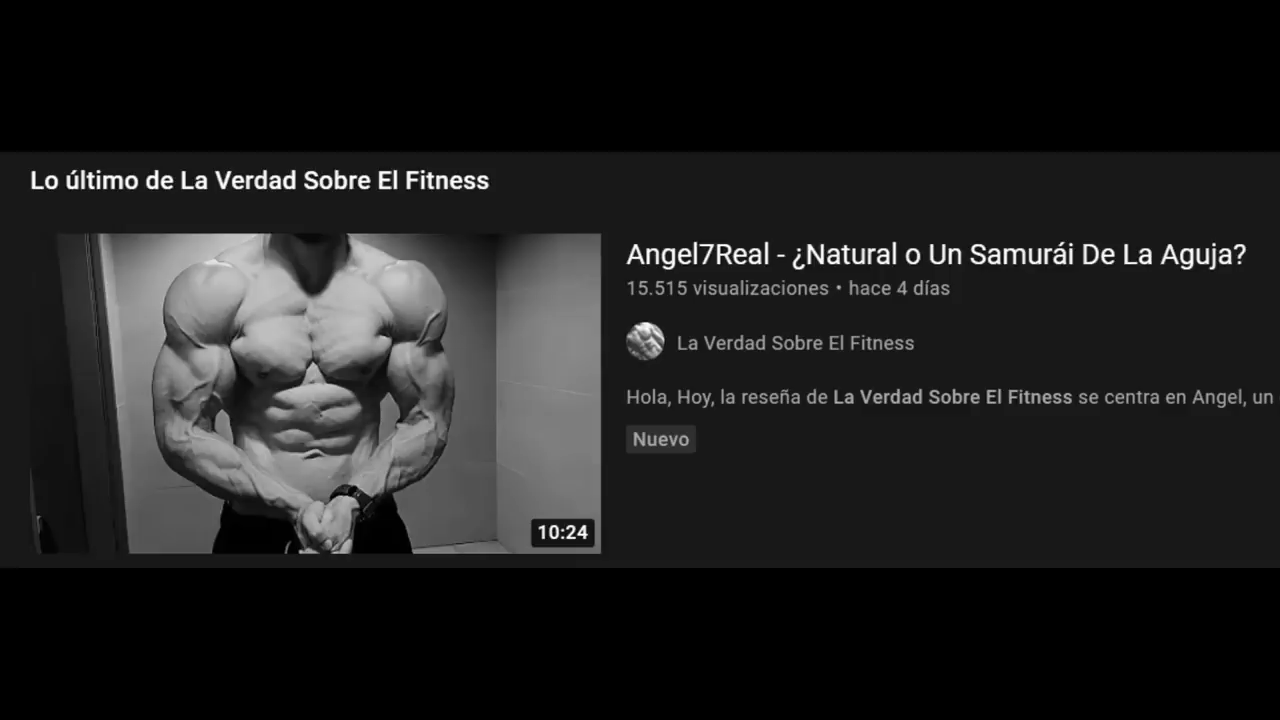 Lo último de La Verdad Sobre El Fitness
Angel7Real - ¿Natural o Un Samurái De La Aguja?
15.515 visualizaciones • hace 4 días
La Verdad Sobre El Fitness
Hola, Hoy, la reseña de La Verdad Sobre El Fitness se centra en Angel, un
Nuevo
10:24